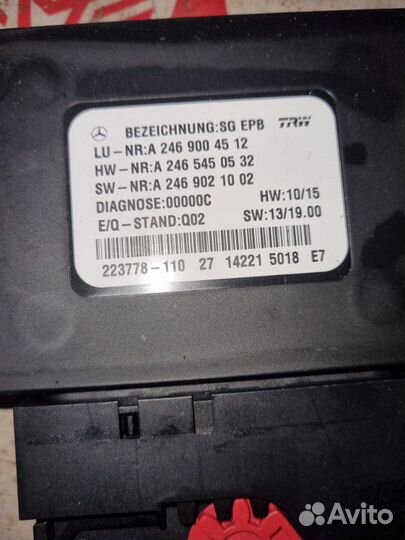 BEZEICHNUNG:SG EPB TRW
LU-NR:A 246 900 45 12
HW-NR:A 246 545 05 32
SW-NR:A 246 902 10 02
DIAGNOSE:00000C HW:10/15
E/Q-STAND:Q02 SW:13/19.00
223778-110 27 14221 5018 E7
Avito